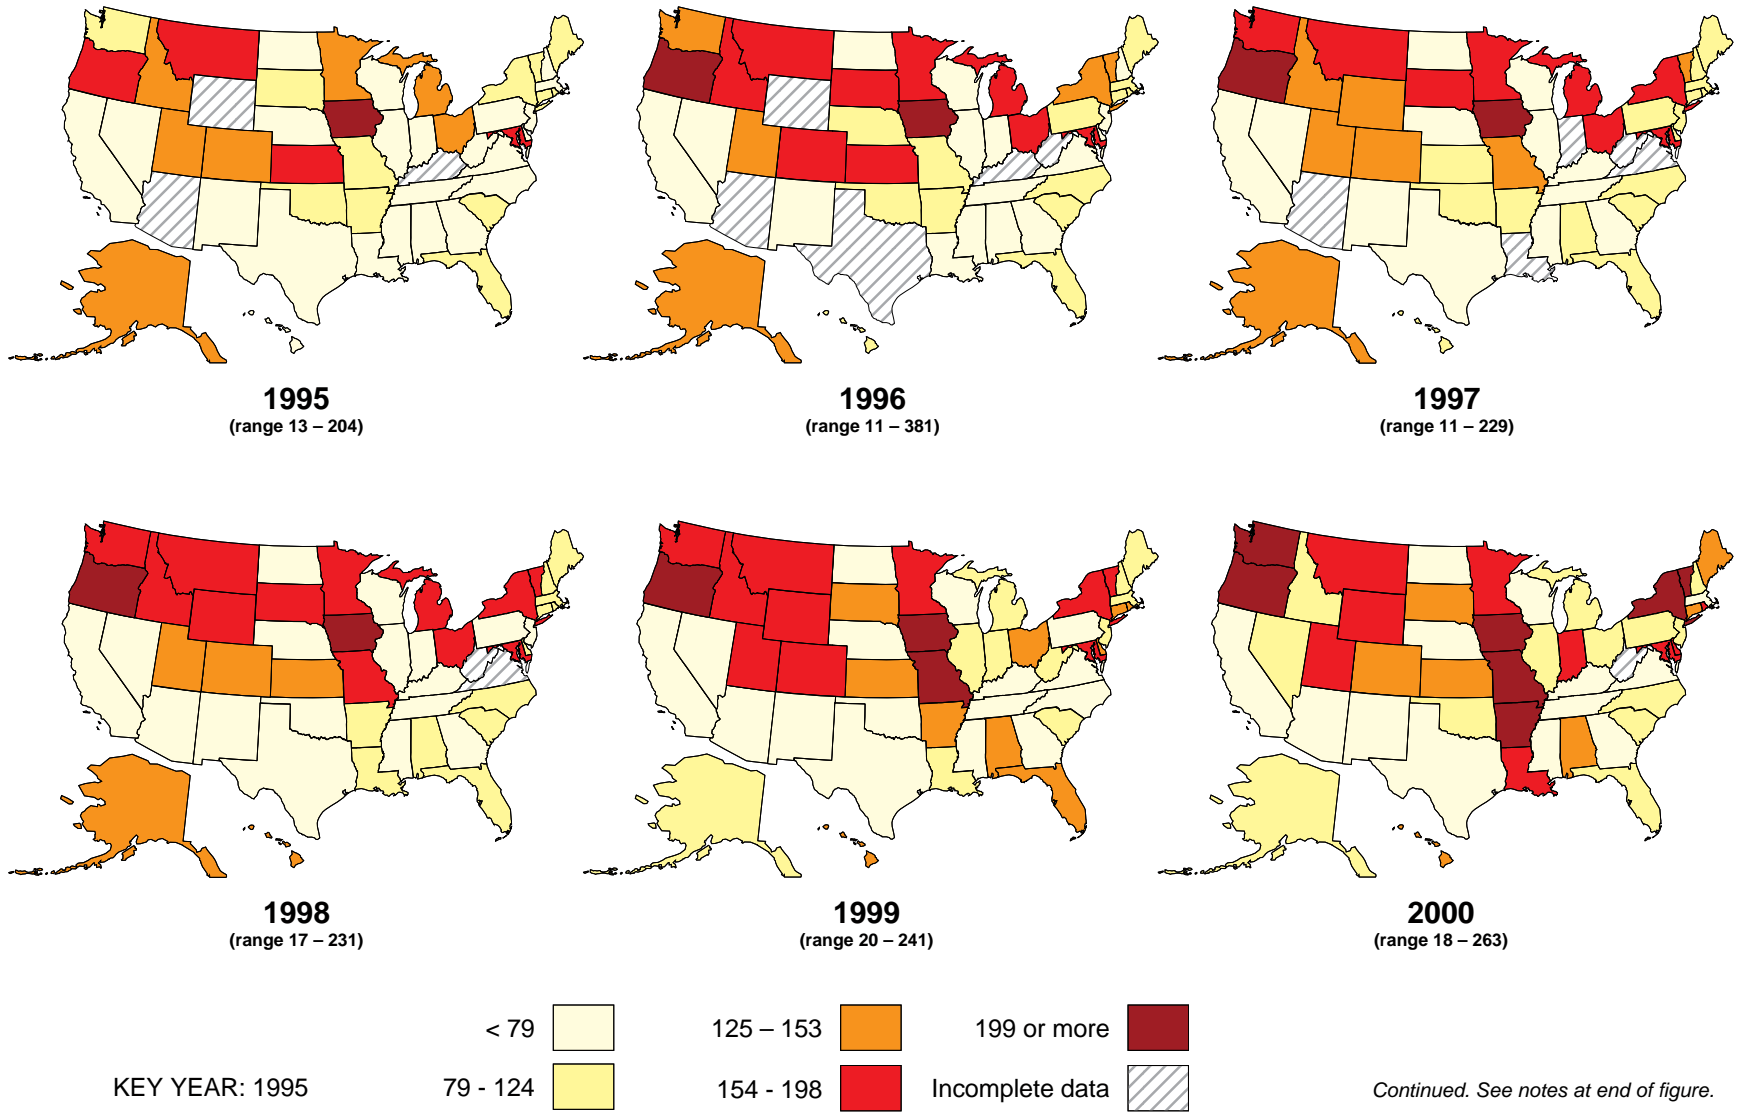 1995
(range 13 – 204)
1996
(range 11 – 381)
1997
(range 11 – 229)
1998
(range 17 – 231)
1999
(range 20 – 241)
2000
(range 18 – 263)
< 79
125 – 153
199 or more
KEY YEAR: 1995
79 - 124
154 - 198
Incomplete data
Continued. See notes at end of figure.